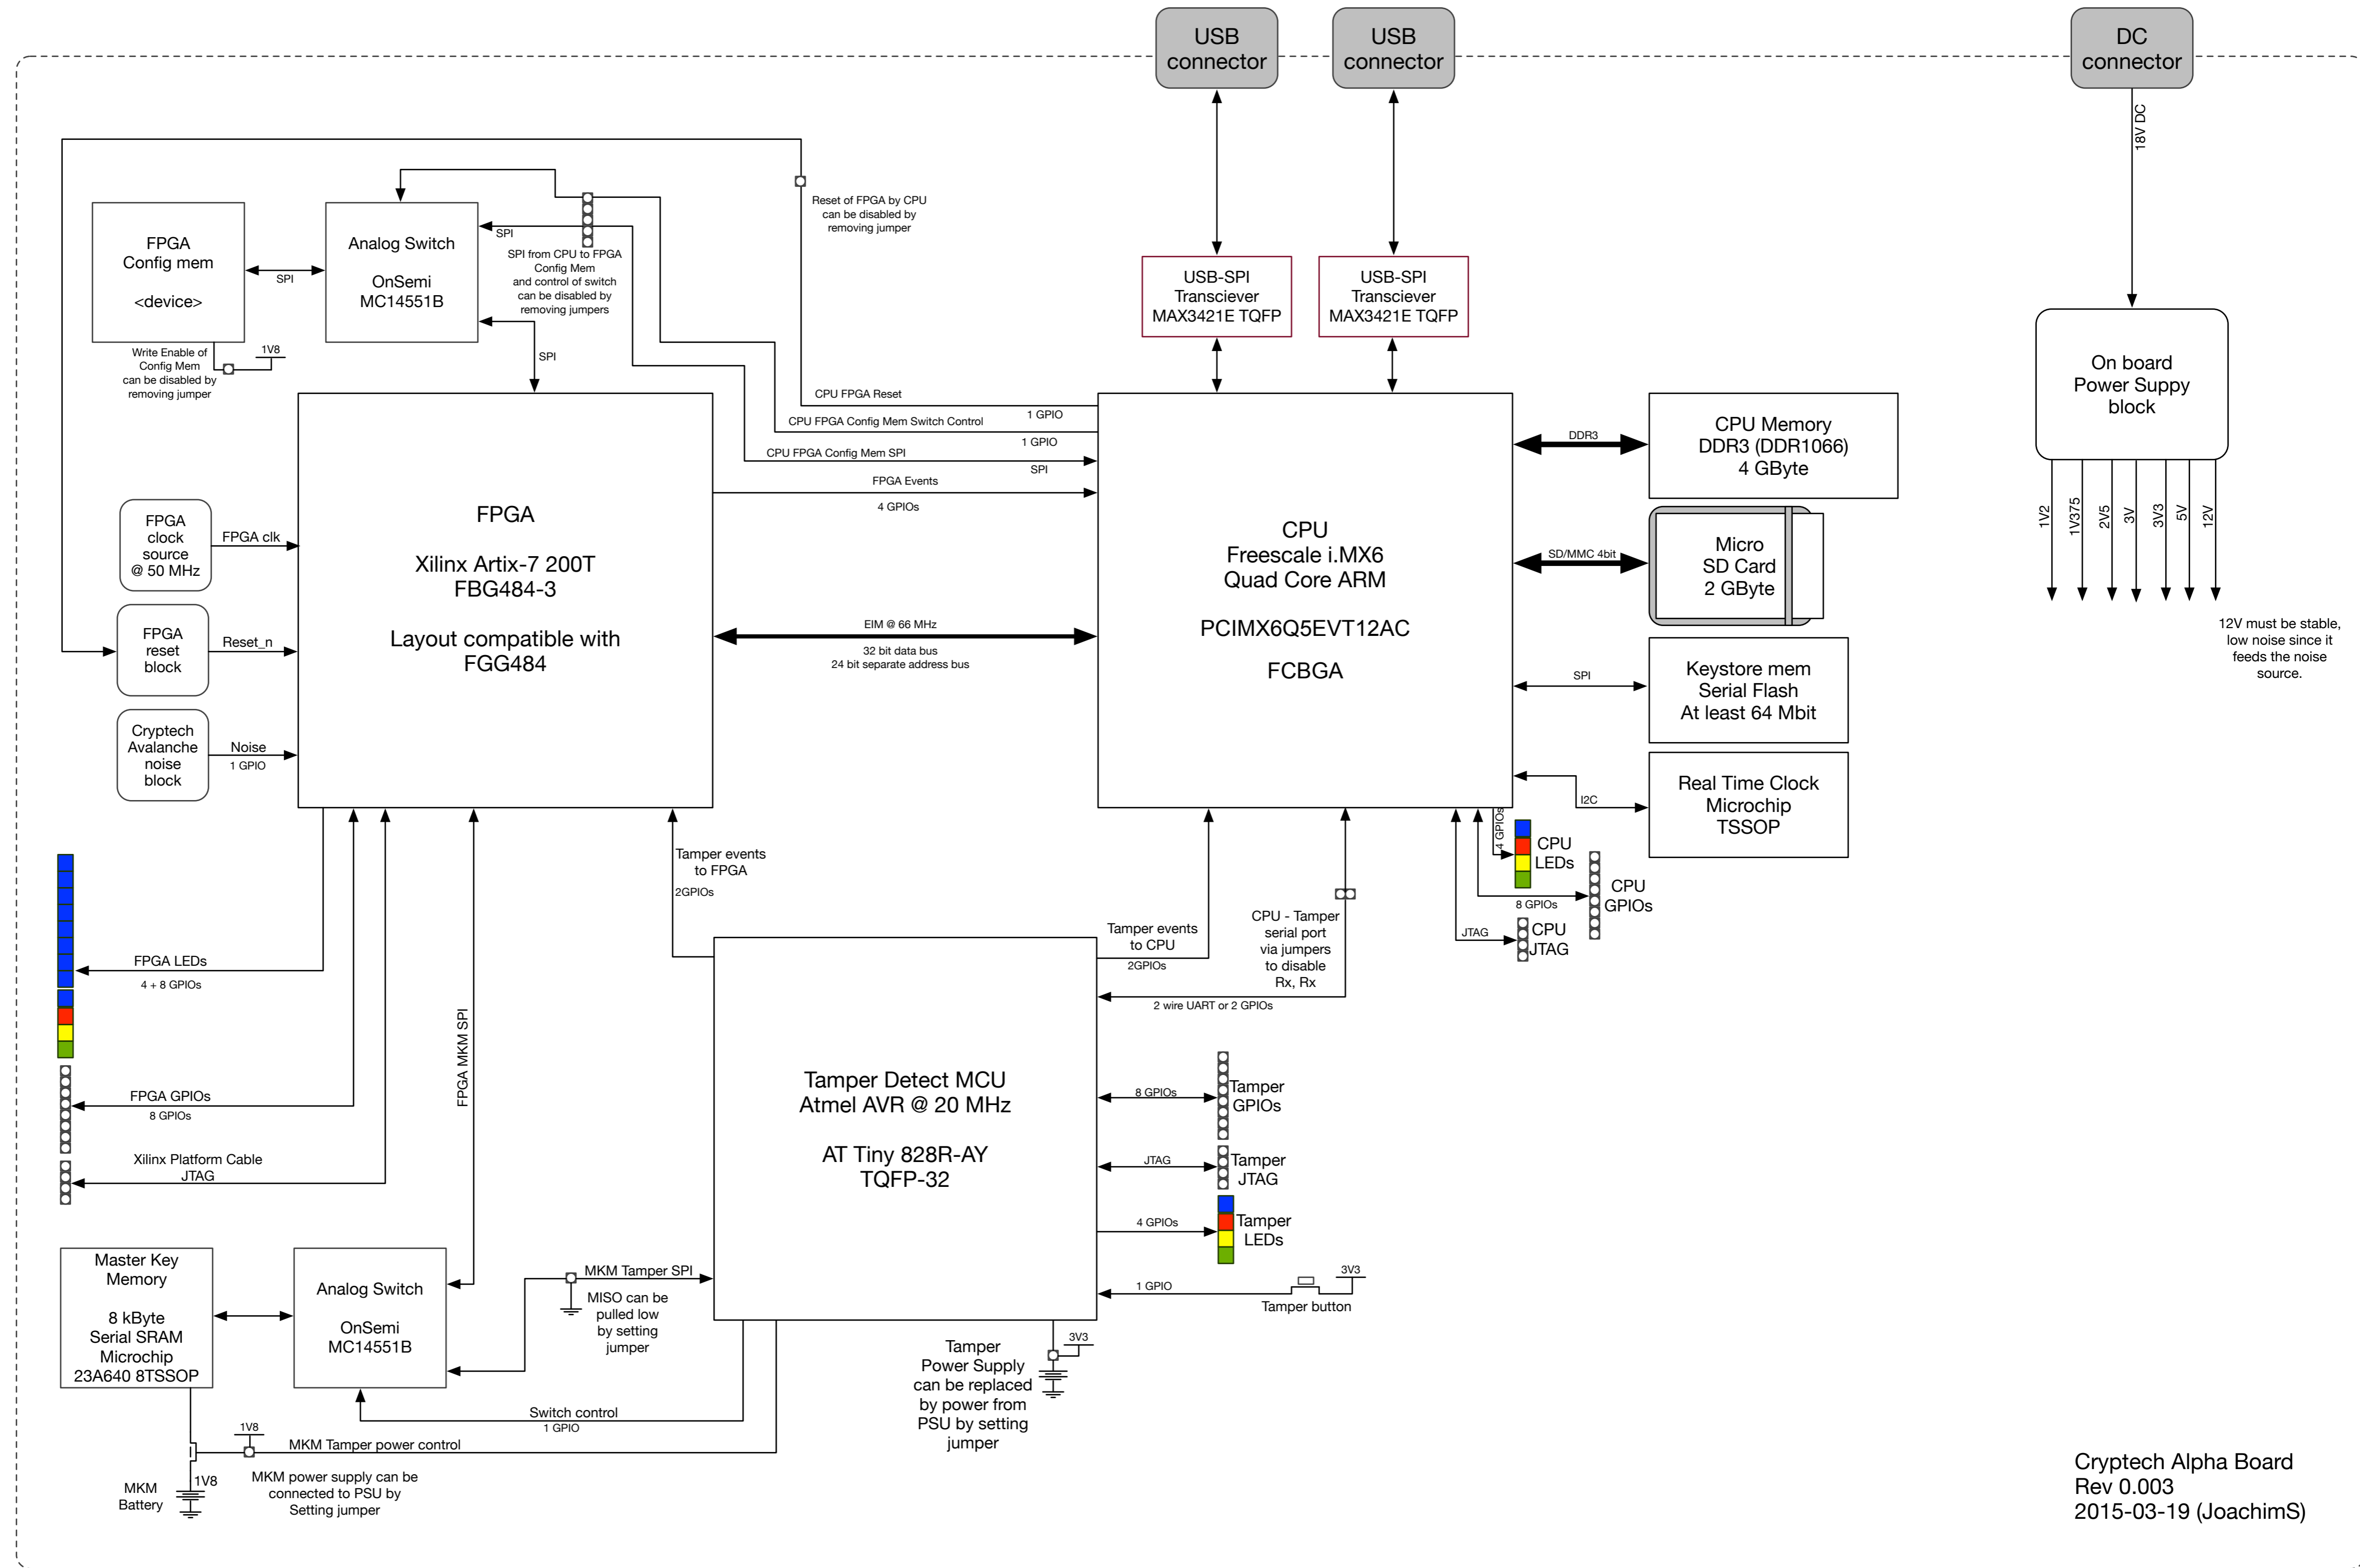 USB
connector
USB
connector
DC
connector
18V DC
Reset of FPGA by CPU
can be disabled by
removing jumper
FPGA
Config mem
<device>
SPI
Analog Switch
OnSemi
MC14551B
SPI
SPI from CPU to FPGA
Config Mem
and control of switch
can be disabled by
removing jumpers
SPI
Write Enable of
Config Mem
can be disabled by
removing jumper
1V8
USB-SPI
Transciever
MAX3421E TQFP
USB-SPI
Transciever
MAX3421E TQFP
On board
Power Suppy
block
1V2
1V375
2V5
3V
3V3
5V
12V
12V must be stable,
low noise since it
feeds the noise
source.
CPU FPGA Reset
1 GPIO
CPU FPGA Config Mem Switch Control
1 GPIO
CPU FPGA Config Mem SPI
SPI
FPGA Events
4 GPIOs
FPGA
clock
source
@ 50 MHz
FPGA clk
FPGA
reset
block
Reset_n
Cryptech
Avalanche
noise
block
Noise
1 GPIO
FPGA
Xilinx Artix-7 200T
FBG484-3
Layout compatible with
FGG484
EIM @ 66 MHz
32 bit data bus
24 bit separate address bus
CPU
Freescale i.MX6
Quad Core ARM
PCIMX6Q5EVT12AC
FCBGA
DDR3
CPU Memory
DDR3 (DDR1066)
4 GByte
SD/MMC 4bit
Micro
SD Card
2 GByte
SPI
Keystore mem
Serial Flash
At least 64 Mbit
I2C
Real Time Clock
Microchip
TSSOP
4 GPIOs
CPU
LEDs
8 GPIOs
CPU
GPIOs
JTAG
CPU
JTAG
Tamper events
to FPGA
2GPIOs
Tamper events
to CPU
2GPIOs
CPU - Tamper
serial port
via jumpers
to disable
Rx, Rx
2 wire UART or 2 GPIOs
FPGA LEDs
4 + 8 GPIOs
FPGA GPIOs
8 GPIOs
Xilinx Platform Cable
JTAG
FPGA MKM SPI
Tamper Detect MCU
Atmel AVR @ 20 MHz
AT Tiny 828R-AY
TQFP-32
8 GPIOs
Tamper
GPIOs
JTAG
Tamper
JTAG
4 GPIOs
Tamper
LEDs
1 GPIO
3V3
Tamper button
Master Key
Memory
8 kByte
Serial SRAM
Microchip
23A640 8TSSOP
Analog Switch
OnSemi
MC14551B
MKM Tamper SPI
MISO can be
pulled low
by setting
jumper
3V3
Tamper
Power Supply
can be replaced
by power from
PSU by setting
jumper
Switch control
1 GPIO
1V8
MKM Tamper power control
MKM power supply can be
connected to PSU by
Setting jumper
1V8
MKM
Battery
Cryptech Alpha Board
Rev 0.003
2015-03-19 (JoachimS)